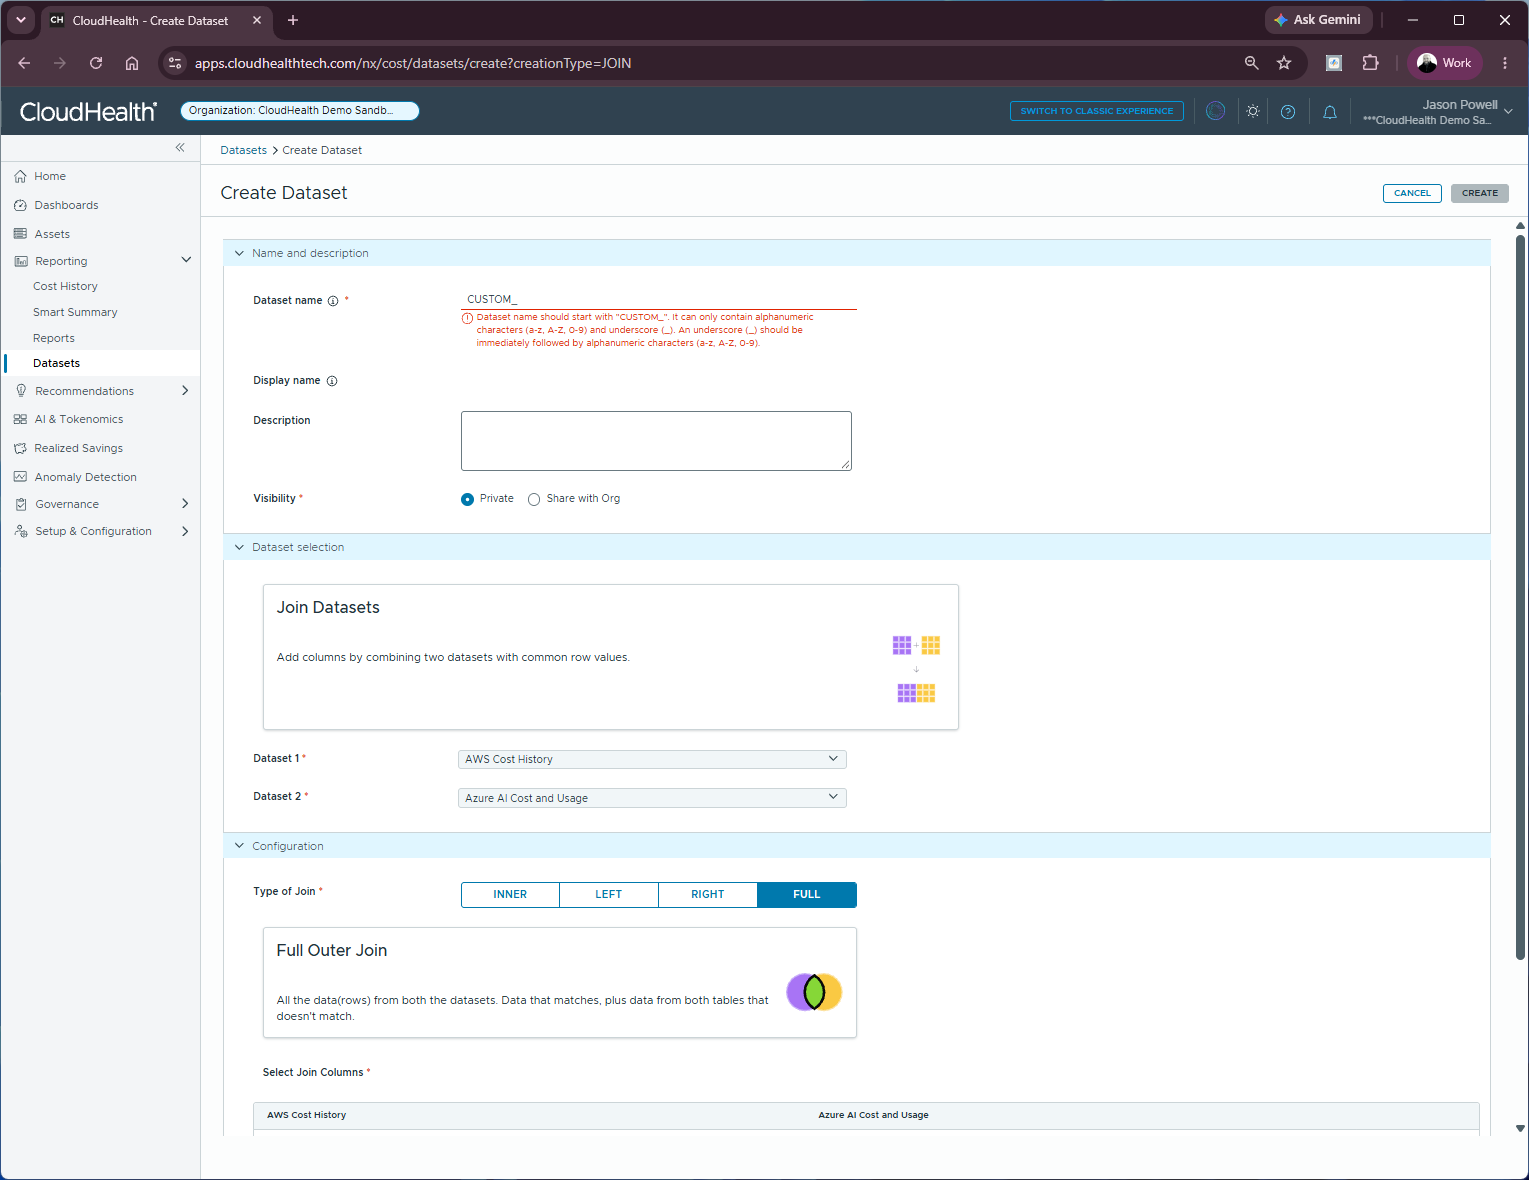 CH CloudHealth - Create Dataset
Ask Gemini
apps.cloudhealthtech.com/nx/cost/datasets/create?creationType=JOIN
Work
CloudHealth
Organization: CloudHealth Demo Sandb...
SWITCH TO CLASSIC EXPERIENCE
Jason Powell
***CloudHealth Demo Sa...
Home
Dashboards
Assets
Reporting
Cost History
Smart Summary
Reports
Datasets
Recommendations
AI & Tokenomics
Realized Savings
Anomaly Detection
Governance
Setup & Configuration
Datasets > Create Dataset
Create Dataset
CANCEL
CREATE
Name and description
Dataset name *
CUSTOM_
Dataset name should start with "CUSTOM_". It can only contain alphanumeric
characters (a-z, A-Z, 0-9) and underscore (_). An underscore (_) should be
immediately followed by alphanumeric characters (a-z, A-Z, 0-9).
Display name
Description
Visibility *
Private
Share with Org
Dataset selection
Join Datasets
Add columns by combining two datasets with common row values.
Dataset 1 *
AWS Cost History
Dataset 2 *
Azure AI Cost and Usage
Configuration
Type of Join *
INNER
LEFT
RIGHT
FULL
Full Outer Join
All the data(rows) from both the datasets. Data that matches, plus data from both tables that
doesn't match.
Select Join Columns *
AWS Cost History
Azure AI Cost and Usage